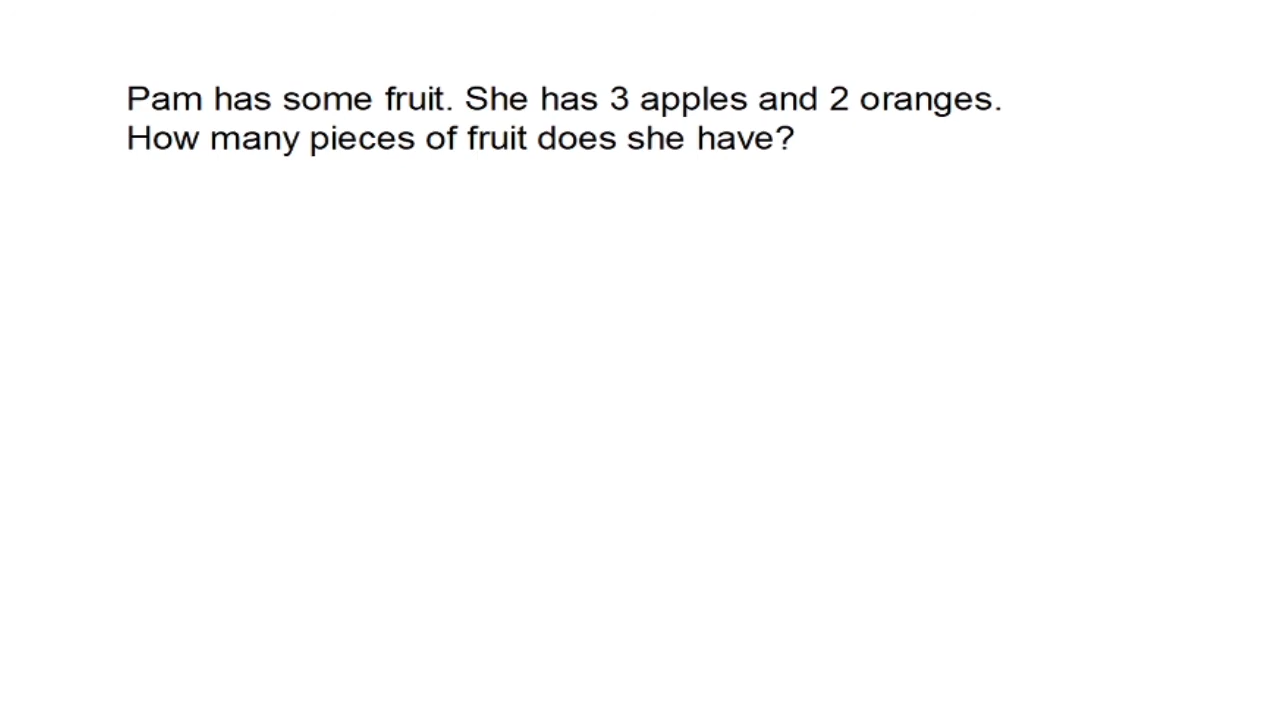 Pam has some fruit. She has 3 apples and 2 oranges.
How many pieces of fruit does she have?